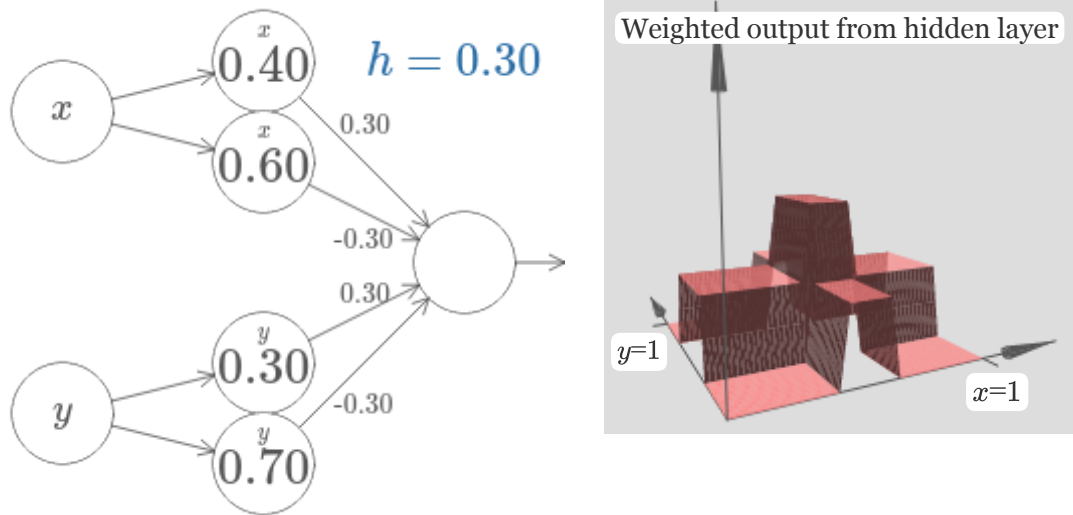 x
0.40
h = 0.30
x
0.30
x
0.60
-0.30
0.30
y
0.30
y
y
0.70
-0.30
Weighted output from hidden layer
y=1
x=1